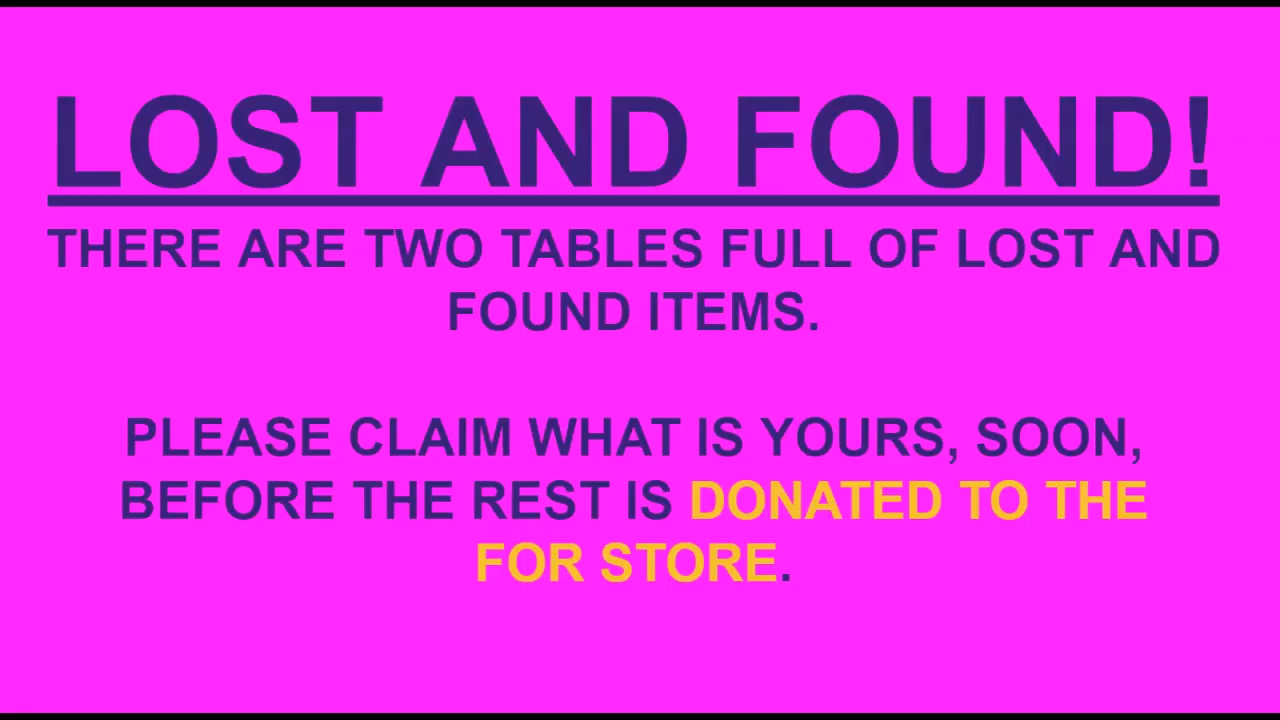 LOST AND FOUND!
THERE ARE TWO TABLES FULL OF LOST AND
FOUND ITEMS.
PLEASE CLAIM WHAT IS YOURS, SOON,
BEFORE THE REST IS DONATED TO THE
FOR STORE.